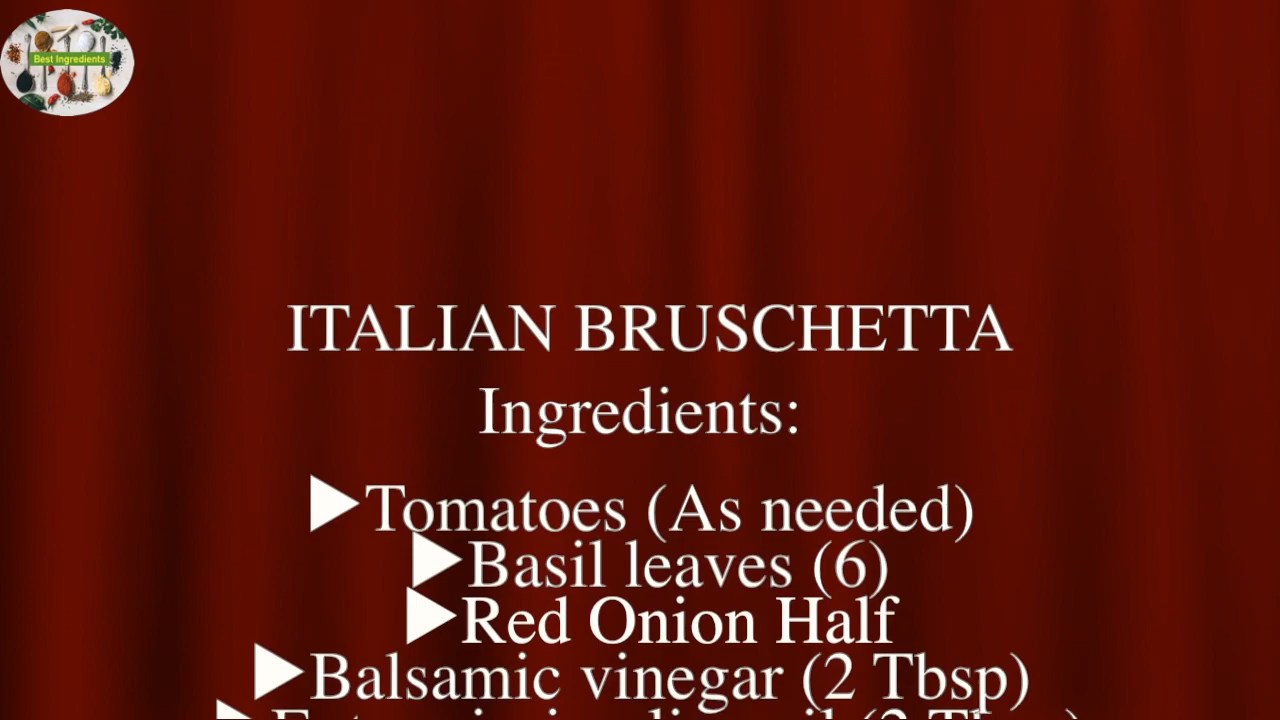 Best Ingredients
ITALIAN BRUSCHETTA
Ingredients:
▶Tomatoes (As needed)
▶Basil leaves (6)
▶Red Onion Half
▶Balsamic vinegar (2 Tbsp)